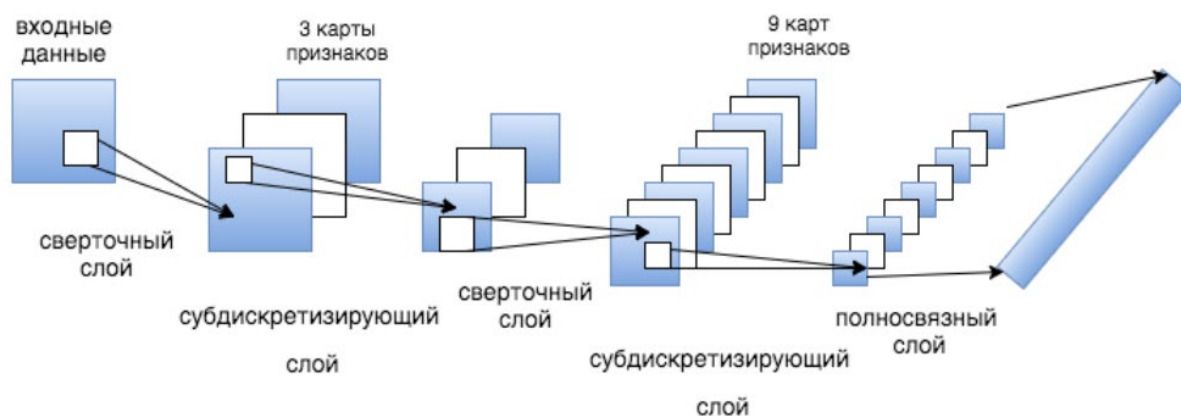 входные
данные
3 карты
признаков
9 карт
признаков
сверточный
слой
субдискретизирующий
слой
сверточный
слой
субдискретизирующий
слой
полносвязный
слой